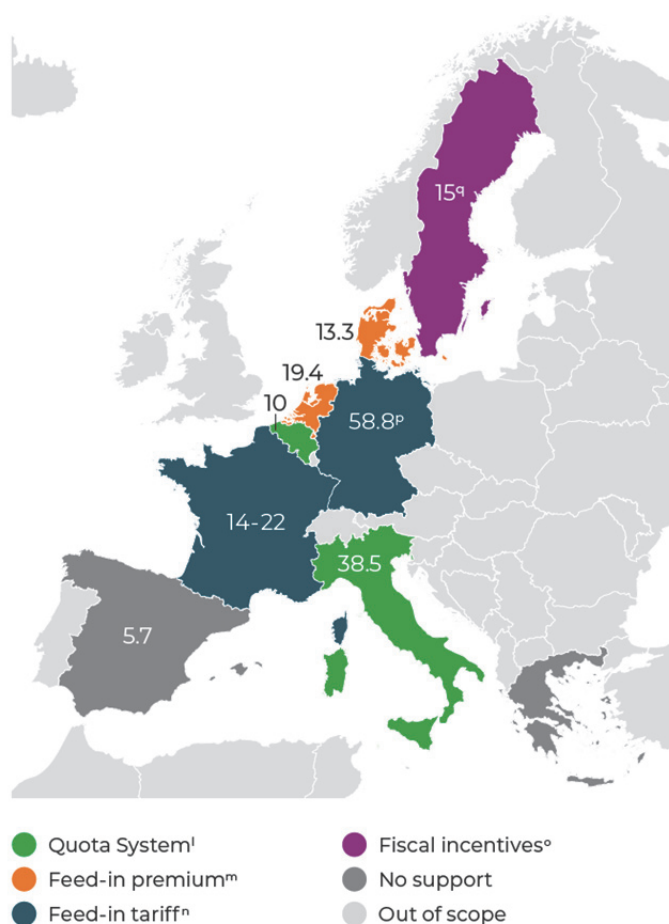 15q
13.3
19.4
10
58.8p
14-22
38.5
5.7
Quota Systemˡ
Feed-in premiumᵐ
Feed-in tariffⁿ
Fiscal incentivesᵒ
No support
Out of scope